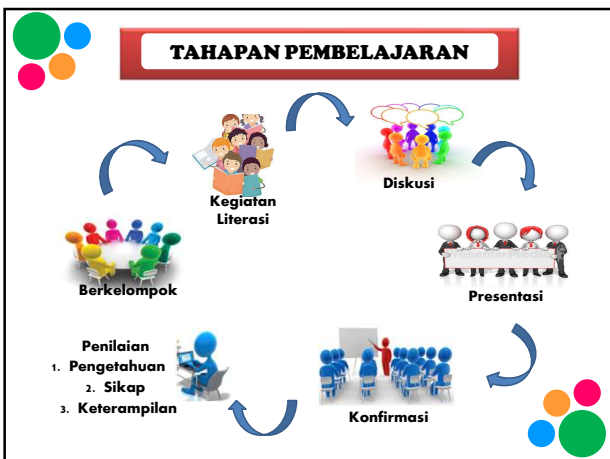 TAHAPAN PEMBELAJARAN
Berkelompok
Kegiatan
Literasi
Diskusi
Presentasi
Konfirmasi
Penilaian
1. Pengetahuan
2. Sikap
3. Keterampilan